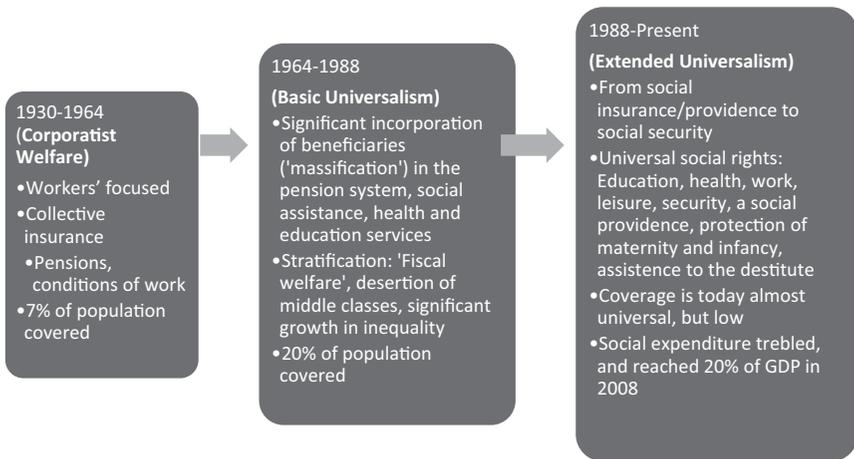 1930-1964
(Corporatist
Welfare)
•Workers’ focused
•Collective
insurance
•Pensions,
conditions of work
•7% of population
covered
1964-1988
(Basic Universalism)
•Significant incorporation
of beneficiaries
('massification') in the
pension system, social
assistance, health and
education services
•Stratification: 'Fiscal
welfare', desertion of
middle classes, significant
growth in inequality
•20% of population
covered
1988-Present
(Extended Universalism)
•From social
insurance/providence to
social security
•Universal social rights:
Education, health, work,
leisure, security, a social
providence, protection of
maternity and infancy,
assistence to the destitute
•Coverage is today almost
universal, but low
•Social expenditure trebled,
and reached 20% of GDP in
2008